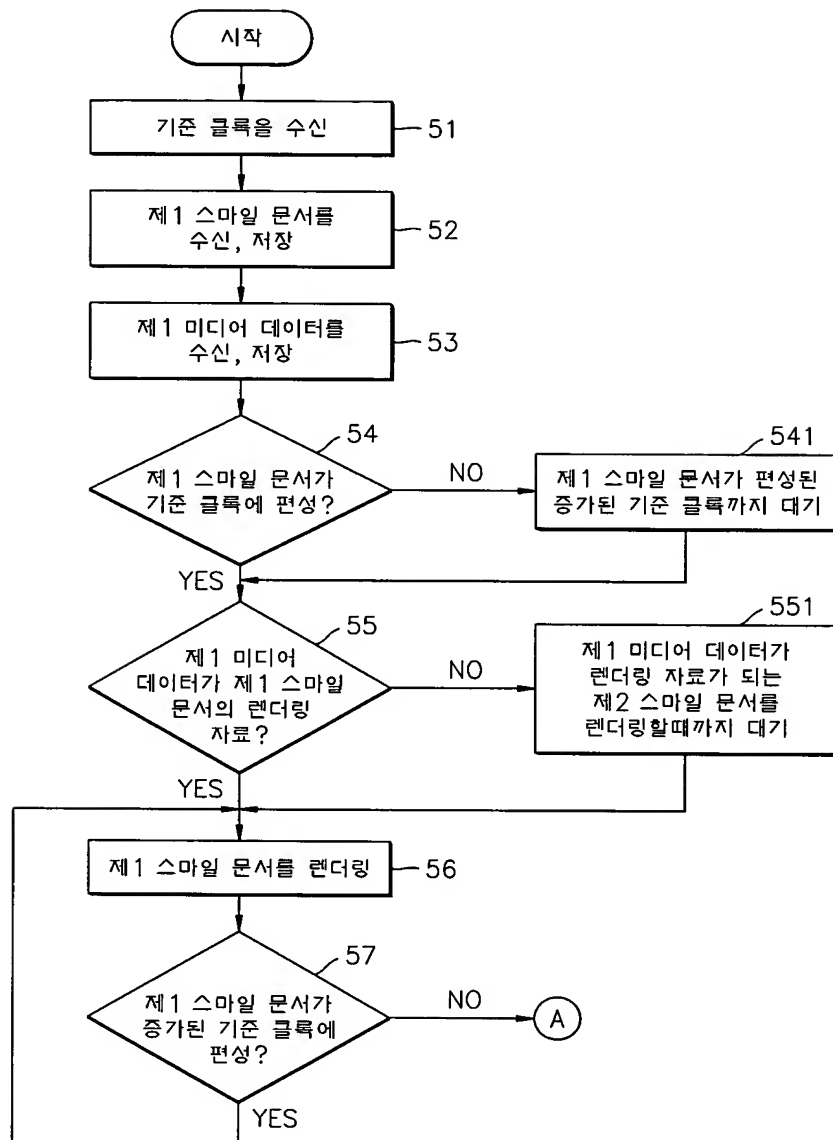 시작
기준 클록을 수신
51
제1 스마일 문서를
수신, 저장
52
제1 미디어 데이터를
수신, 저장
53
54
제1 스마일 문서가
기준 클록에 편성?
NO
541
제1 스마일 문서가 편성된
증가된 기준 클록까지 대기
YES
55
제1 미디어
데이터가 제1 스마일
문서의 렌더링
자료?
NO
551
제1 미디어 데이터가
렌더링 자료가 되는
제2 스마일 문서를
렌더링할때까지 대기
YES
제1 스마일 문서를 렌더링
56
57
제1 스마일 문서가
증가된 기준 클록에
편성?
NO
A
YES